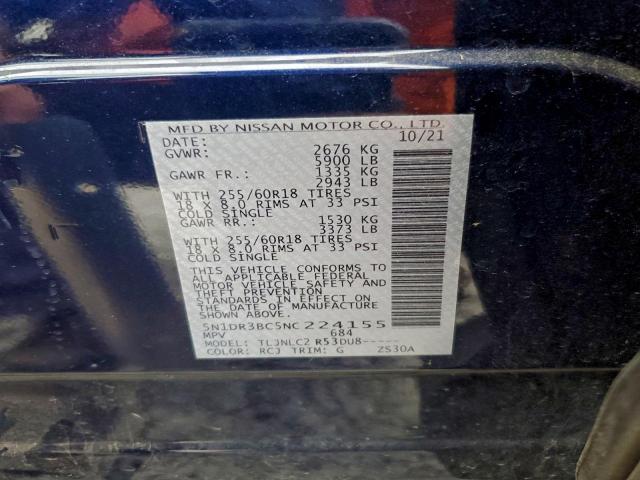 MFD BY NISSAN MOTOR CO., LTD.
DATE: 10/21
GVWR: 2676 KG
5900 LB
GAWR FR.: 1335 KG
2943 LB
WITH 255/60R18 TIRES
18 X 8.0 RIMS AT 33 PSI
COLD SINGLE
GAWR RR.: 1530 KG
3373 LB
WITH 255/60R18 TIRES
18 X 8.0 RIMS AT 33 PSI
COLD SINGLE
THIS VEHICLE CONFORMS TO
ALL APPLICABLE FEDERAL
MOTOR VEHICLE SAFETY AND
THEFT PREVENTION
STANDARDS IN EFFECT ON
THE DATE OF MANUFACTURE
SHOWN ABOVE.
5N1DR3BC5NC224155
MPV 684
MODEL: TLJNLC2 R53DU8-----
COLOR: RCJ TRIM: G ZS30A